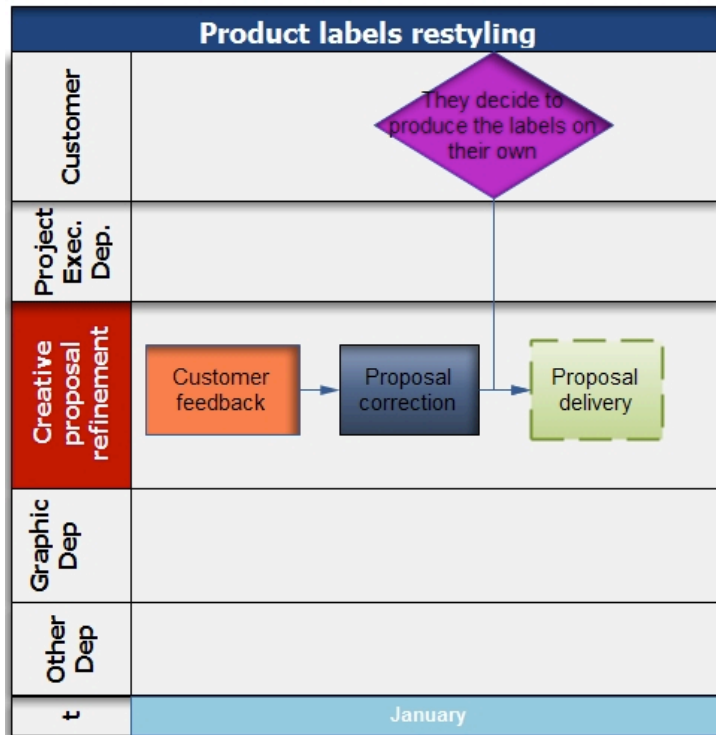 Product labels restyling
Customer
They decide to
produce the labels on
their own
Project
Exec.
Dep.
Creative
proposal
refinement
Customer
feedback
Proposal
correction
Proposal
delivery
Graphic
Dep
Other
Dep
t
January